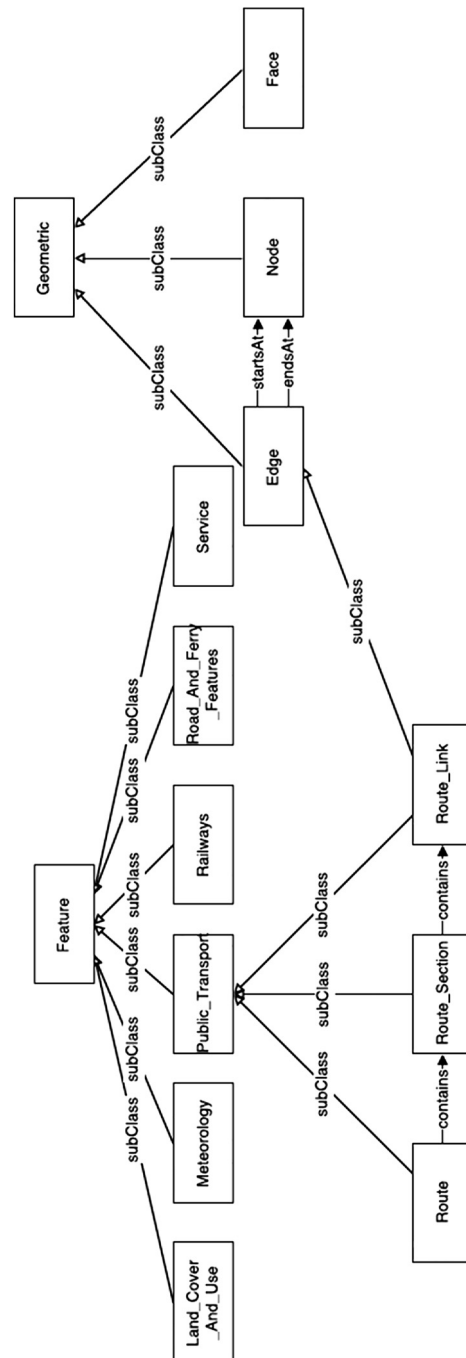 Feature
Geometric
subClass
subClass
subClass
subClass
subClass
subClass
subClass
subClass
subClass
Land_Cover
_And_Use
Meteorology
Public_Transport
Railways
Road_And_Ferry
_Features
Service
Edge
startsAt
endsAt
Node
Face
subClass
subClass
subClass
subClass
Route
contains
Route_Section
contains
Route_Link